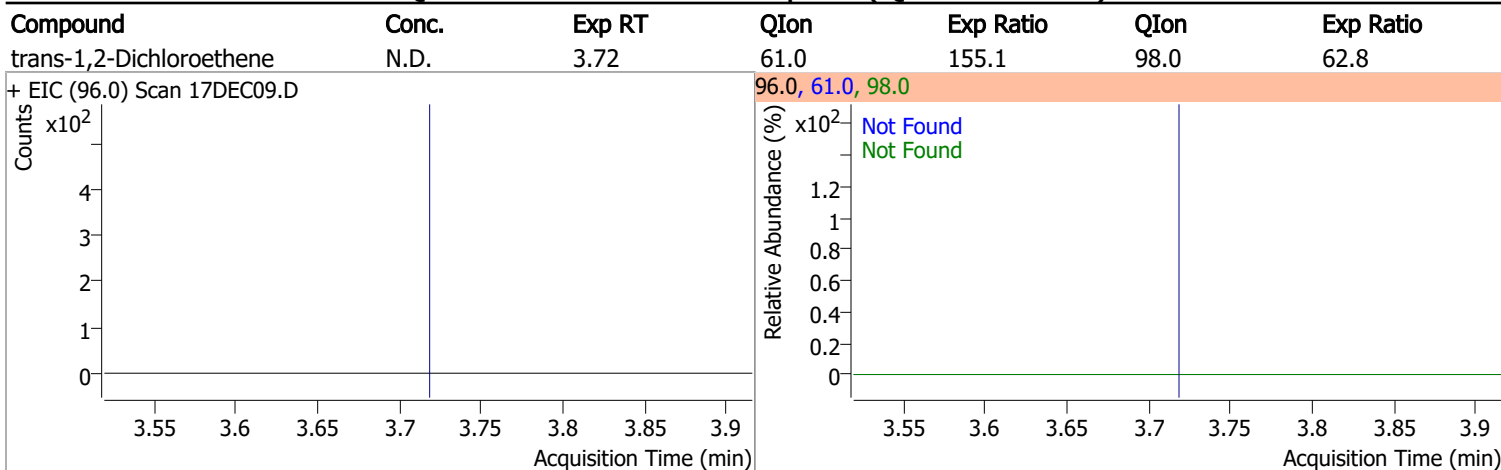 Compound Conc. Exp RT QIon Exp Ratio QIon Exp Ratio
trans-1,2-Dichloroethene N.D. 3.72 61.0 155.1 98.0 62.8
+ EIC (96.0) Scan 17DEC09.D
Counts
x10²
4
3
2
1
0
3.55 3.6 3.65 3.7 3.75 3.8 3.85 3.9
Acquisition Time (min)
96.0, 61.0, 98.0
Relative Abundance (%)
x10²
Not Found
Not Found
1.2
1
0.8
0.6
0.4
0.2
0
3.55 3.6 3.65 3.7 3.75 3.8 3.85 3.9
Acquisition Time (min)